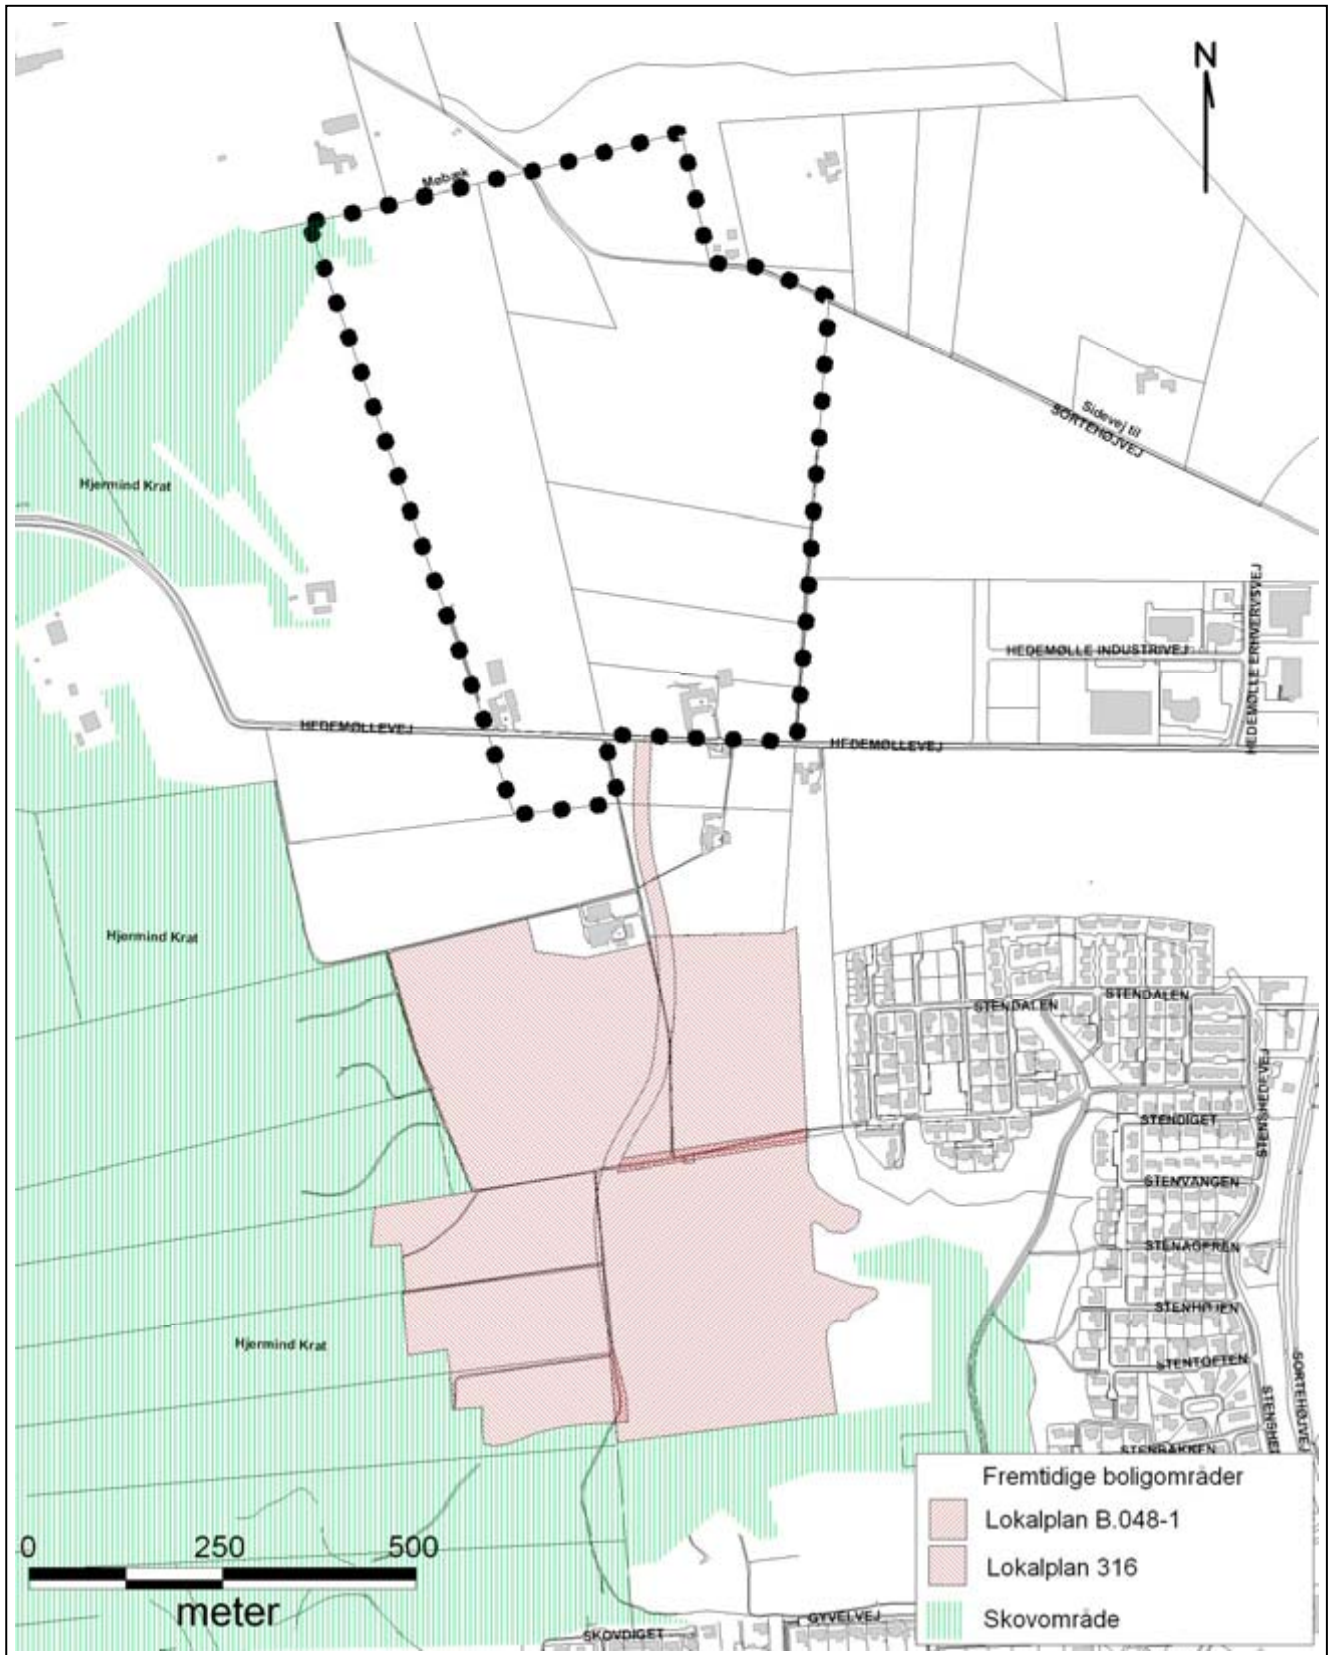 N
Møbæk
Sidevej til
SORTEHØJVEJ
Hjermind Krat
HEDEMØLLE ERHVERVSVEJ
HEDEMØLLE INDUSTRIVEJ
HEDEMØLLEVEJ
HEDEMØLLEVEJ
Hjermind Krat
STENDALEN
STENDALEN
STENSHEDEVEJ
STENDIGET
STENVANGEN
STENAGEREN
STENHØJEN
Hjermind Krat
STENTOFTEN
SORTEHØJVEJ
STENSHE
STENBAKKEN
Fremtidige boligområder
Lokalplan B.048-1
Lokalplan 316
Skovområde
0 250 500
meter
GYVELVEJ
SKOVDIGET